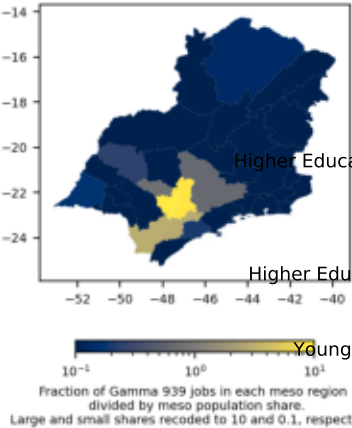 −14
−16
−18
−20
Higher Educa
−22
−24
Higher Edu
−52 −50 −48 −46 −44 −42 −40
Young
10⁻¹ 10⁰ 10¹
Fraction of Gamma 939 jobs in each meso region
divided by meso population share.
Large and small shares recoded to 10 and 0.1, respect